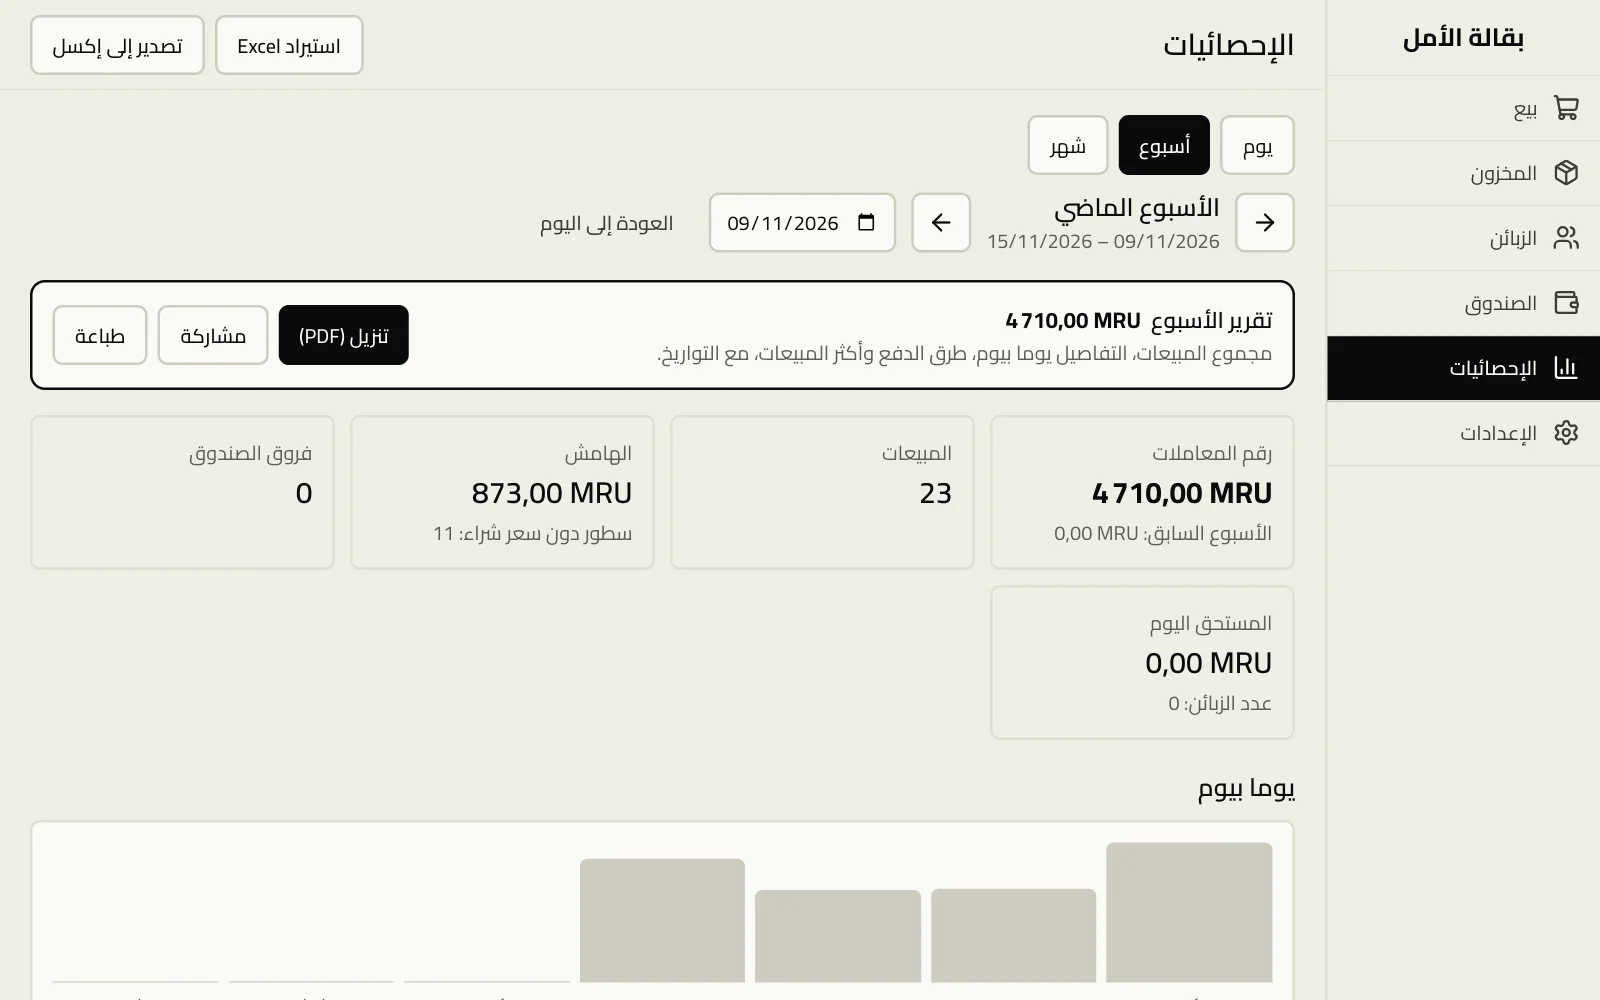 بقالة الأمل
بيع
المخزون
الزبائن
الصندوق
الإحصائيات
الإعدادات
الإحصائيات
استيراد Excel
تصدير إلى إكسل
يوم
أسبوع
شهر
الأسبوع الماضي
09/11/2026 – 15/11/2026
09/11/2026
العودة إلى اليوم
تقرير الأسبوع 4 710,00 MRU
مجموع المبيعات، التفاصيل يوما بيوم، طرق الدفع وأكثر المبيعات، مع التواريخ.
تنزيل (PDF)
مشاركة
طباعة
رقم المعاملات
4 710,00 MRU
الأسبوع السابق: 0,00 MRU
المبيعات
23
الهامش
873,00 MRU
سطور دون سعر شراء: 11
فروق الصندوق
0
المستحق اليوم
0,00 MRU
عدد الزبائن: 0
يوما بيوم